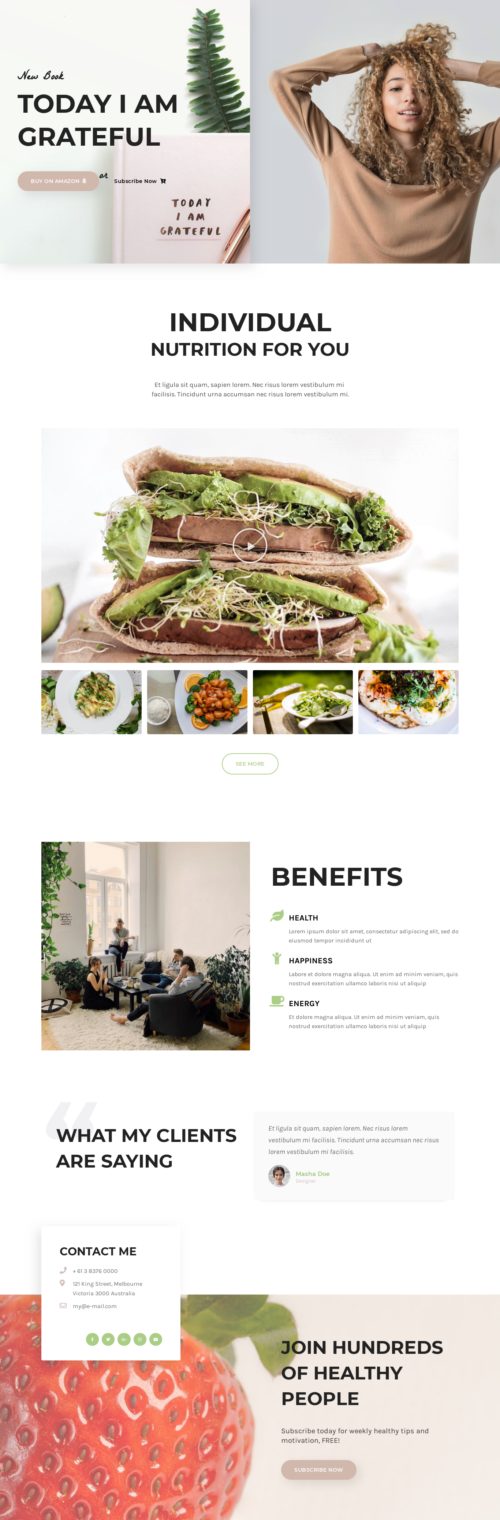 New Book
TODAY I AM
GRATEFUL
BUY ON AMAZON
or
Subscribe Now
TODAY
I AM
GRATEFUL
INDIVIDUAL
NUTRITION FOR YOU
Et ligula sit quam, sapien lorem. Nec risus lorem vestibulum mi
facilisis. Tincidunt urna accumsan nec risus lorem vestibulum mi.
SEE MORE
BENEFITS
HEALTH
Lorem ipsum dolor sit amet, consectetur adipiscing elit, sed do
eiusmod tempor incididunt ut
HAPPINESS
Labore et dolore magna aliqua. Ut enim ad minim veniam, quis
nostrud exercitation ullamco laboris nisi ut aliquip
ENERGY
Et dolore magna aliqua. Ut enim ad minim veniam, quis
nostrud exercitation ullamco laboris nisi ut aliquip
“
WHAT MY CLIENTS
ARE SAYING
Et ligula sit quam, sapien lorem. Nec risus lorem
vestibulum mi facilisis. Tincidunt urna accumsan nec risus
lorem vestibulum mi facilisis.
Masha Doe
Designer
CONTACT ME
+ 61 3 8376 0000
121 King Street, Melbourne
Victoria 3000 Australia
my@e-mail.com
JOIN HUNDREDS
OF HEALTHY
PEOPLE
Subscribe today for weekly healthy tips and
motivation, FREE!
SUBSCRIBE NOW